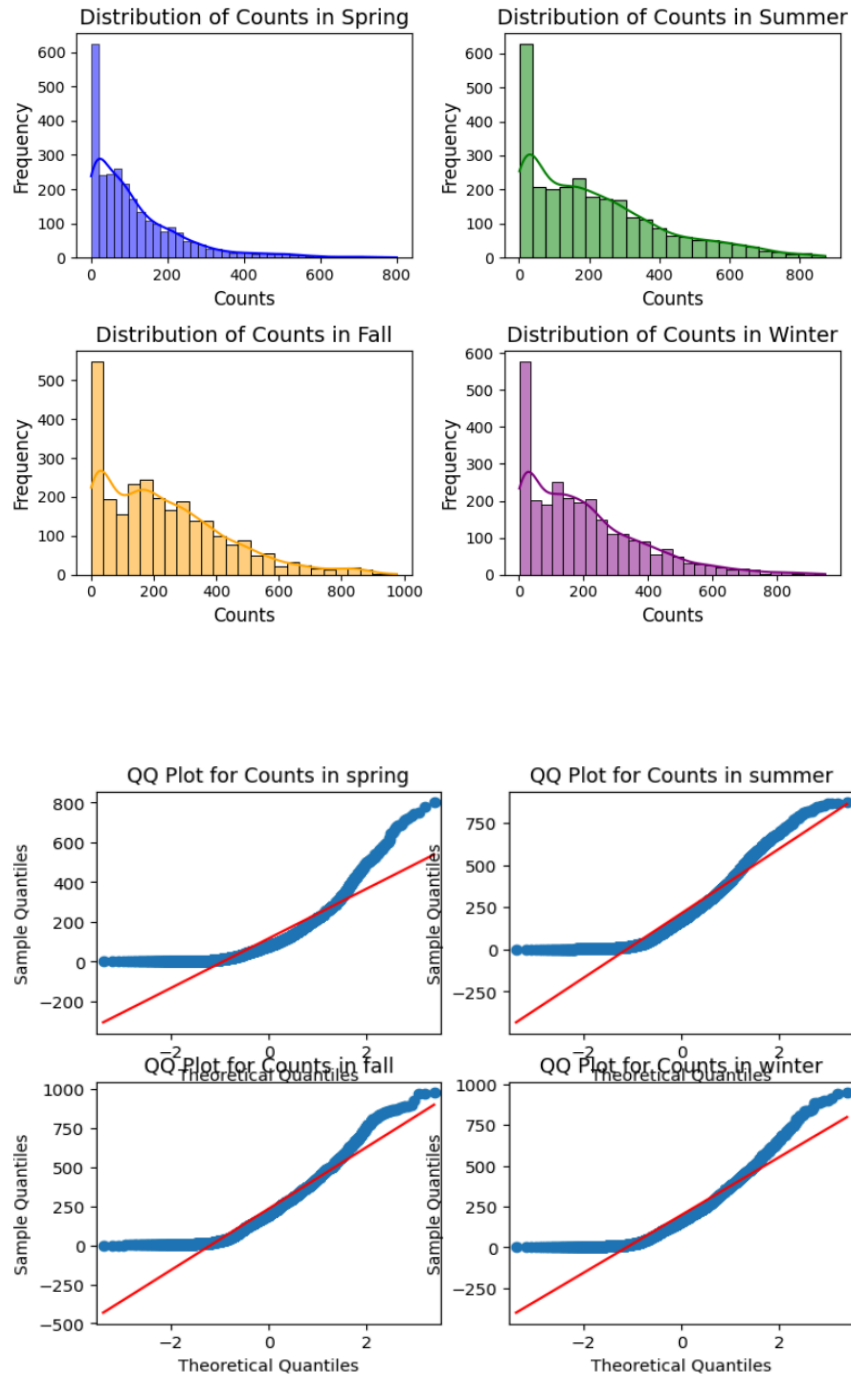 Distribution of Counts in Spring
Frequency
600
500
400
300
200
100
0
0 200 400 600 800
Counts
Distribution of Counts in Summer
Frequency
600
500
400
300
200
100
0
0 200 400 600 800
Counts
Distribution of Counts in Fall
Frequency
500
400
300
200
100
0
0 200 400 600 800 1000
Counts
Distribution of Counts in Winter
Frequency
600
500
400
300
200
100
0
0 200 400 600 800
Counts
QQ Plot for Counts in spring
Sample Quantiles
800
600
400
200
0
−200
−2 0 2
Theoretical Quantiles
QQ Plot for Counts in summer
Sample Quantiles
750
500
250
0
−250
−2 0 2
Theoretical Quantiles
QQ Plot for Counts in fall
Sample Quantiles
1000
750
500
250
0
−250
−500
−2 0 2
Theoretical Quantiles
QQ Plot for Counts in winter
Sample Quantiles
1000
750
500
250
0
−250
−2 0 2
Theoretical Quantiles